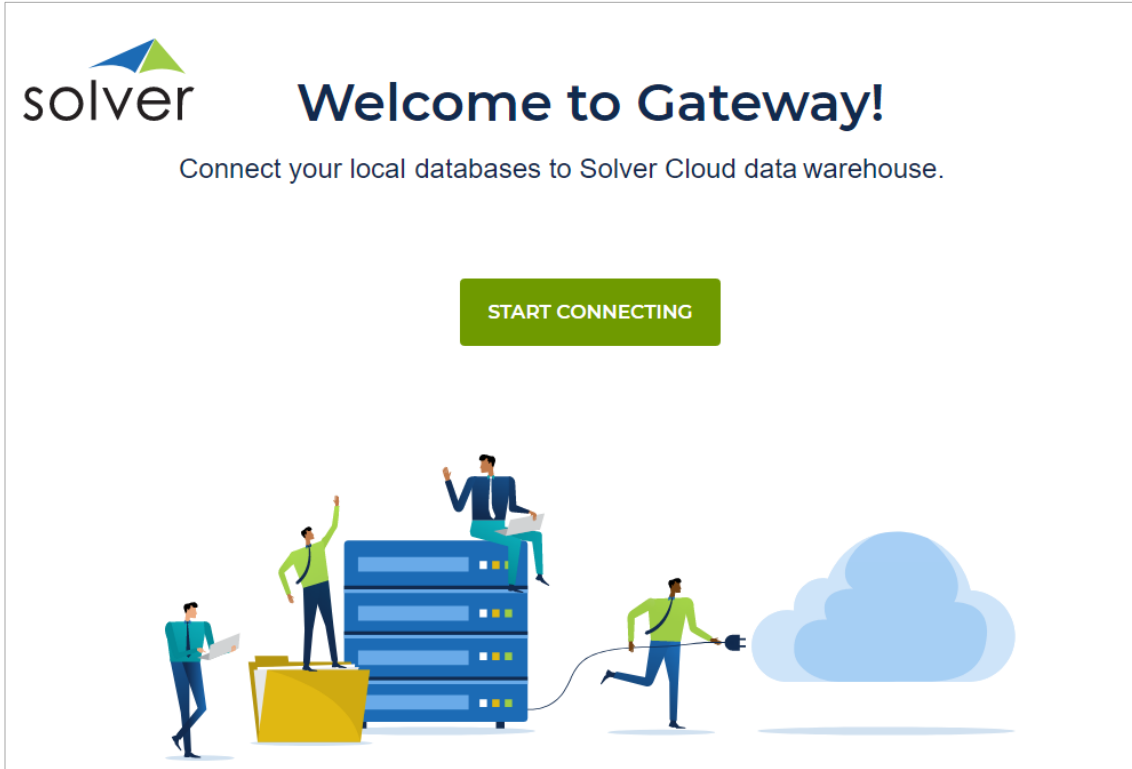 solver
Welcome to Gateway!
Connect your local databases to Solver Cloud data warehouse.
START CONNECTING